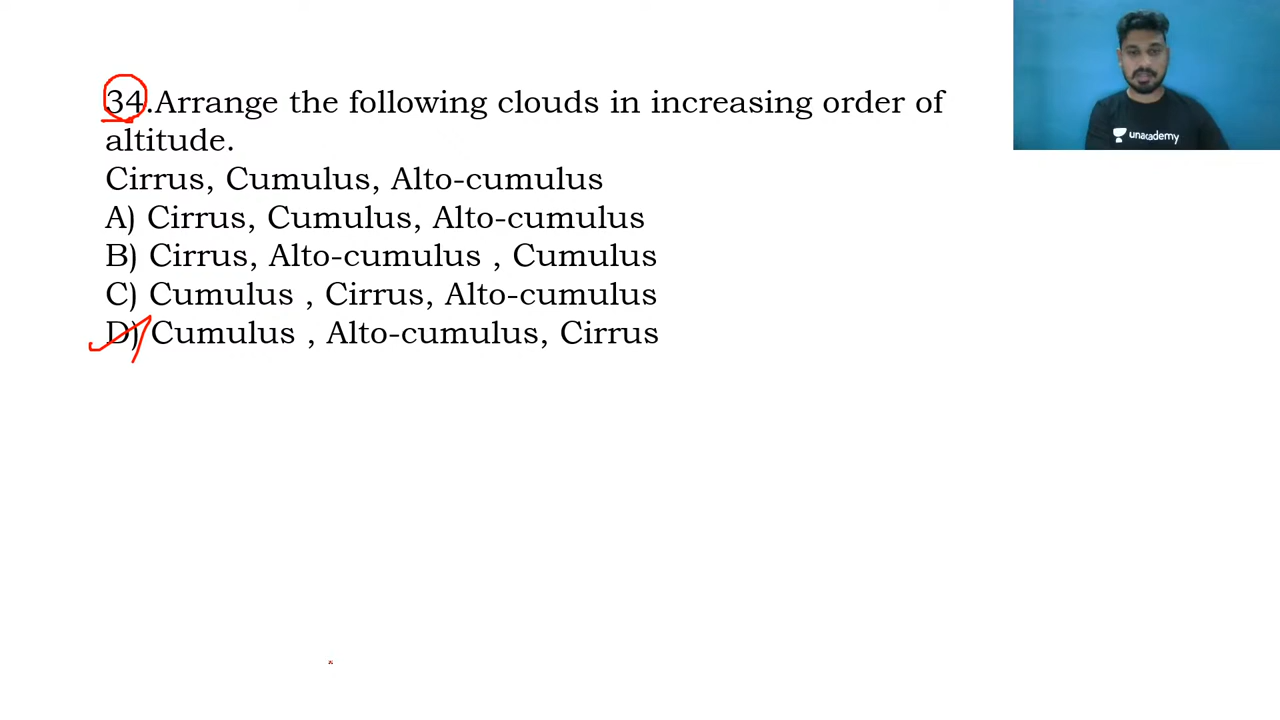 34.Arrange the following clouds in increasing order of
altitude.
Cirrus, Cumulus, Alto-cumulus
A) Cirrus, Cumulus, Alto-cumulus
B) Cirrus, Alto-cumulus , Cumulus
C) Cumulus , Cirrus, Alto-cumulus
D) Cumulus , Alto-cumulus, Cirrus
unacademy